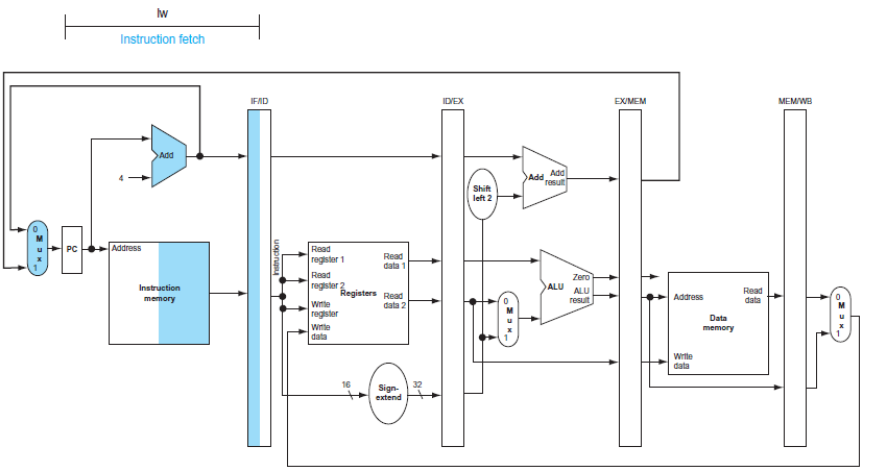 lw
Instruction fetch
IF/ID
ID/EX
EX/MEM
MEM/WB
Add
4
Shift
left 2
Add
Add
result
0
M
u
x
1
PC
Address
Instruction
memory
Instruction
Read
register 1
Read
register 2
Write
register
Write
data
Registers
Read
data 1
Read
data 2
16
Sign-
extend
32
0
M
u
x
1
ALU
Zero
ALU
result
Address
Read
data
Data
memory
Write
data
0
M
u
x
1